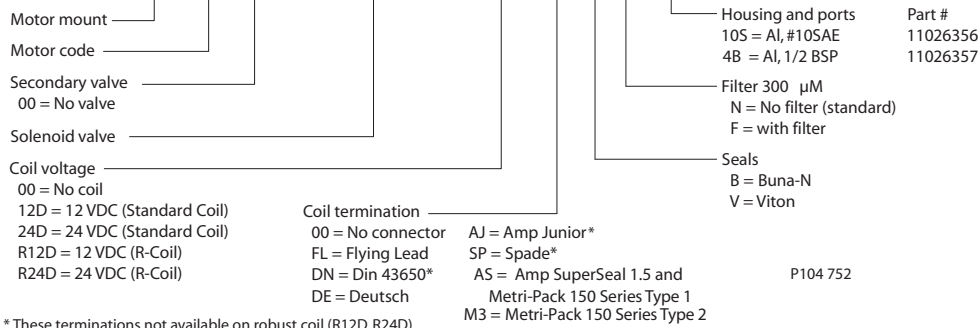 Motor mount
Motor code
Secondary valve
00 = No valve
Solenoid valve
Coil voltage
00 = No coil
12D = 12 VDC (Standard Coil)
24D = 24 VDC (Standard Coil)
R12D = 12 VDC (R-Coil)
R24D = 24 VDC (R-Coil)
Coil termination
00 = No connector
FL = Flying Lead
DN = Din 43650*
DE = Deutsch
AJ = Amp Junior*
SP = Spade*
AS = Amp SuperSeal 1.5 and
Metri-Pack 150 Series Type 1
M3 = Metri-Pack 150 Series Type 2
Housing and ports Part #
10S = Al, #10SAE 11026356
4B = Al, 1/2 BSP 11026357
Filter 300 µM
N = No filter (standard)
F = with filter
Seals
B = Buna-N
V = Viton
P104 752
* These terminations not available on robust coil (R12D, R24D)